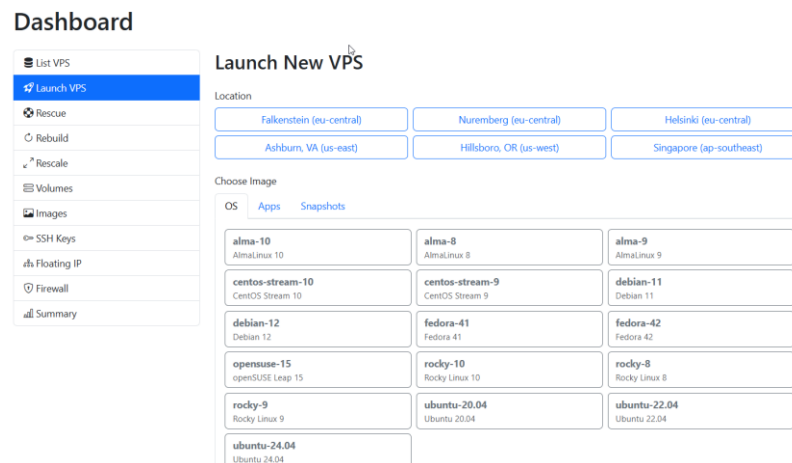 Dashboard
List VPS
Launch VPS
Rescue
Rebuild
Rescale
Volumes
Images
SSH Keys
Floating IP
Firewall
Summary
Launch New VPS
Location
Falkenstein (eu-central) Nuremberg (eu-central) Helsinki (eu-central)
Ashburn, VA (us-east) Hillsboro, OR (us-west) Singapore (ap-southeast)
Choose Image
OS Apps Snapshots
alma-10 alma-8 alma-9
AlmaLinux 10 AlmaLinux 8 AlmaLinux 9
centos-stream-10 centos-stream-9 debian-11
CentOS Stream 10 CentOS Stream 9 Debian 11
debian-12 fedora-41 fedora-42
Debian 12 Fedora 41 Fedora 42
opensuse-15 rocky-10 rocky-8
openSUSE Leap 15 Rocky Linux 10 Rocky Linux 8
rocky-9 ubuntu-20.04 ubuntu-22.04
Rocky Linux 9 Ubuntu 20.04 Ubuntu 22.04
ubuntu-24.04
Ubuntu 24.04